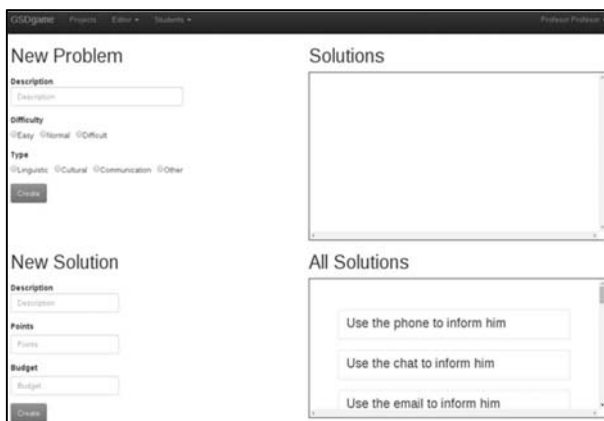 GSDgame Projects Editor Students Profesor Profesor
New Problem
Description
Description
Difficulty
Easy Normal Difficult
Type
Linguistic Cultural Communication Other
Create
Solutions
New Solution
Description
Description
Points
Points
Budget
Budget
Create
All Solutions
Use the phone to inform him
Use the chat to inform him
Use the email to inform him